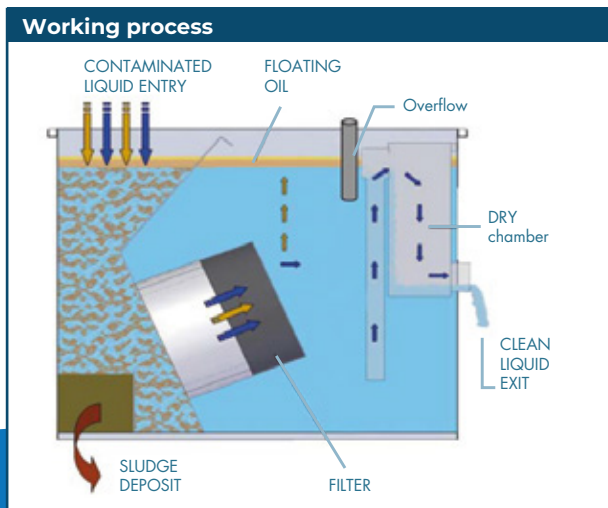 Working process
CONTAMINATED
LIQUID ENTRY
FLOATING
OIL
Overflow
DRY
chamber
CLEAN
LIQUID
EXIT
SLUDGE
DEPOSIT
FILTER